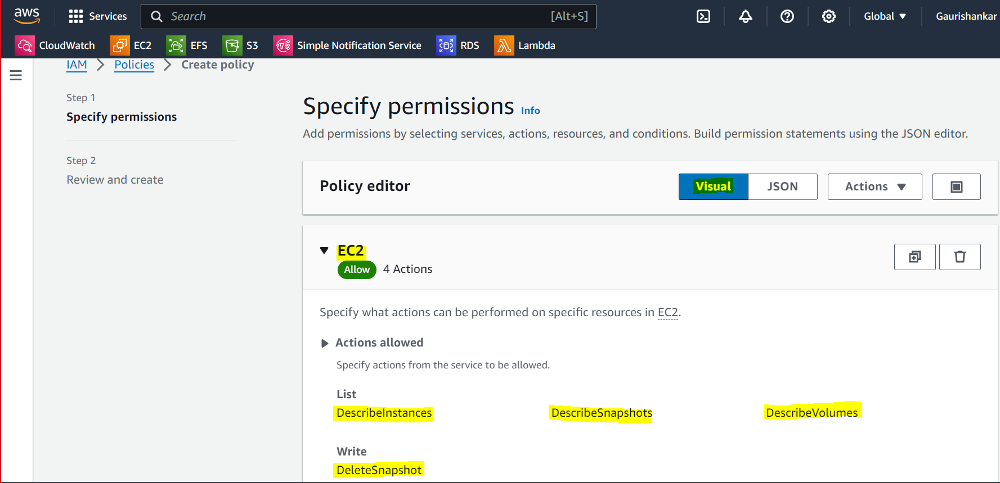 aws Services Search [Alt+S] Global Gaurishankar
CloudWatch EC2 EFS S3 Simple Notification Service RDS Lambda
IAM Policies Create policy
Step 1
Specify permissions
Step 2
Review and create
Specify permissions Info
Add permissions by selecting services, actions, resources, and conditions. Build permission statements using the JSON editor.
Policy editor Visual JSON Actions
EC2
Allow 4 Actions
Specify what actions can be performed on specific resources in EC2.
Actions allowed
Specify actions from the service to be allowed.
List
DescribeInstances DescribeSnapshots DescribeVolumes
Write
DeleteSnapshot